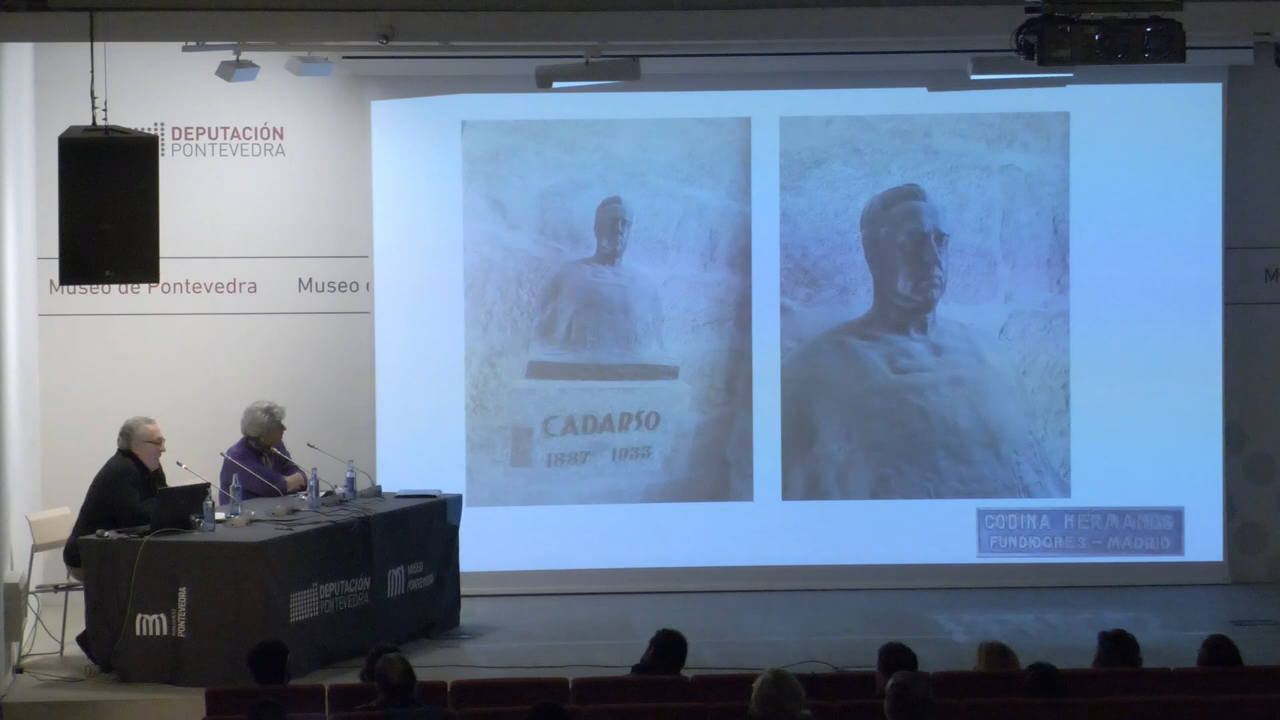 DEPUTACIÓN
PONTEVEDRA
Museo de Pontevedra
Museo
M
CADARSO
1887 1933
CODINA HERMANOS
FUNDIDORES - MADRID
DEPUTACIÓN
PONTEVEDRA
MUSEO
PONTEVEDRA
PONTEVEDRA